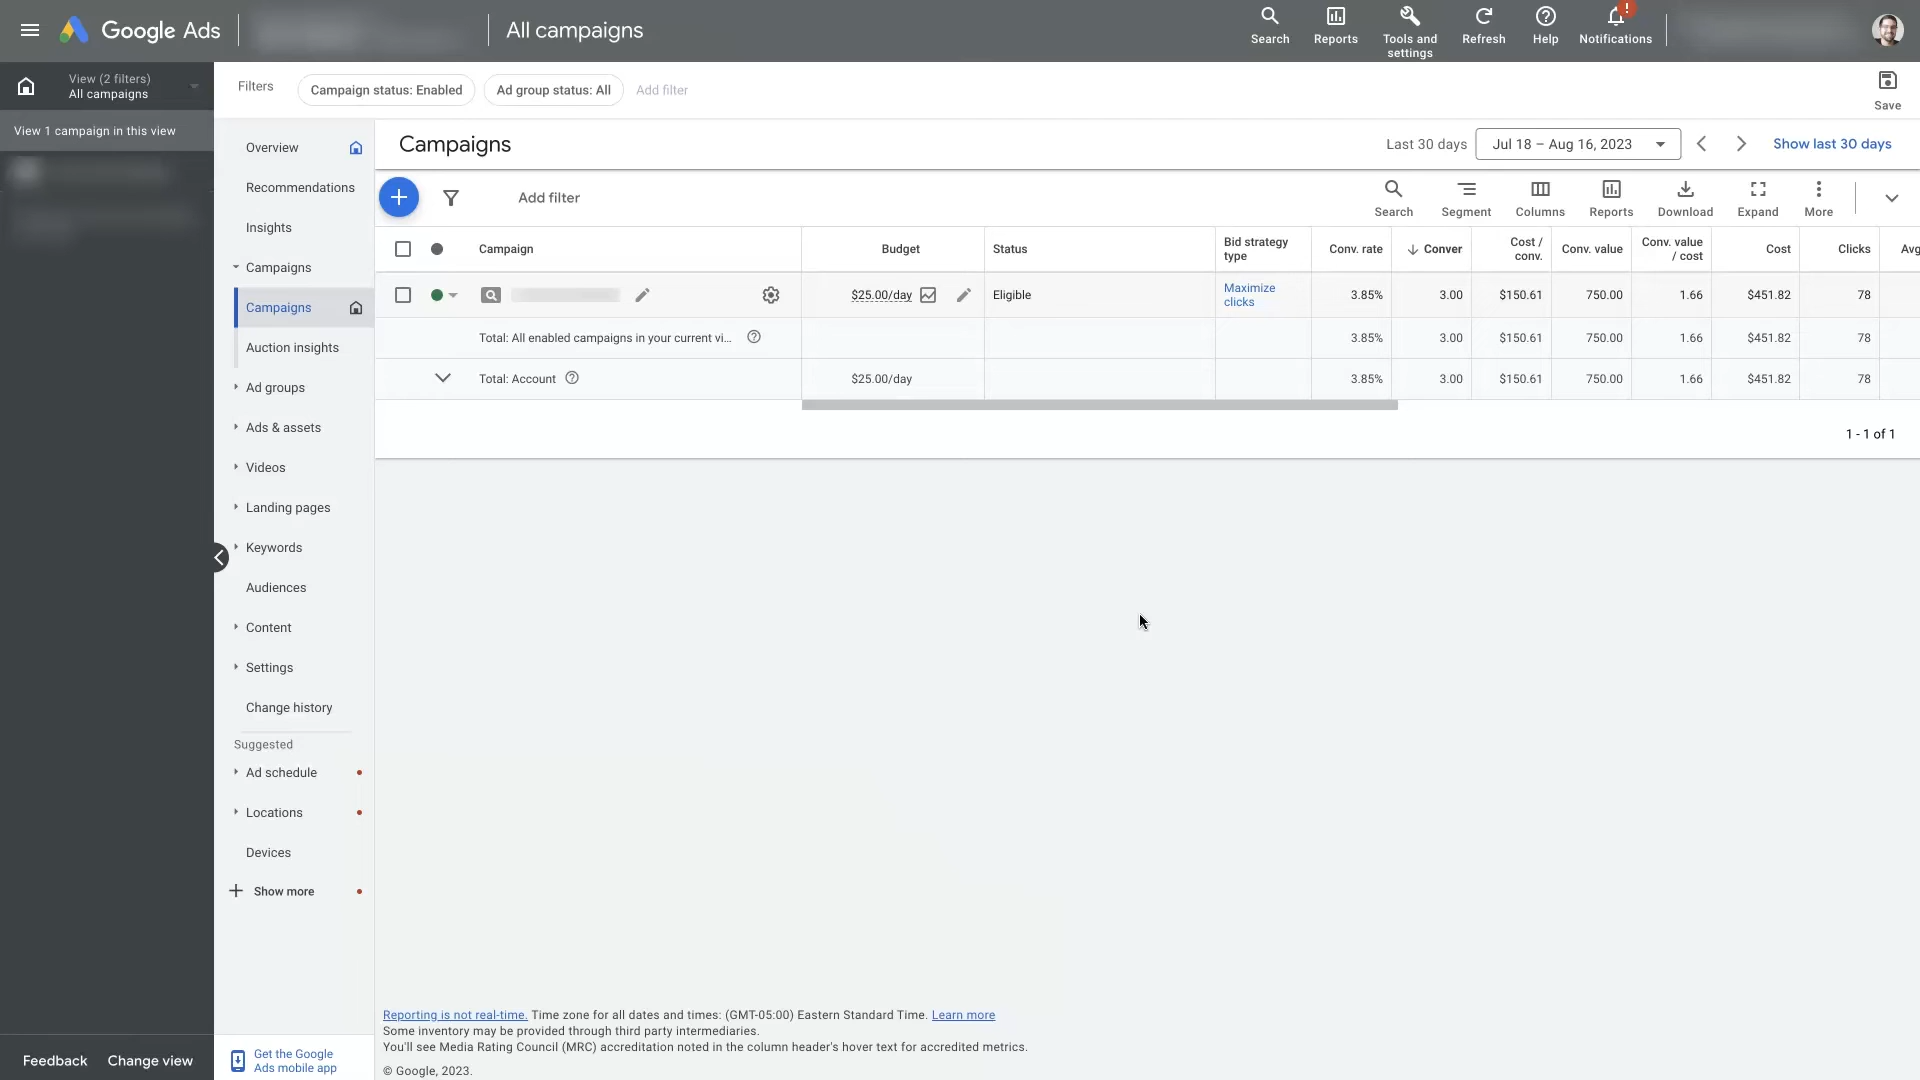 Google Ads
All campaigns
Search
Reports
Tools and
settings
Refresh
Help
!
Notifications
View (2 filters)
All campaigns
View 1 campaign in this view
Filters
Campaign status: Enabled
Ad group status: All
Add filter
Save
Overview
Recommendations
Insights
Campaigns
Campaigns
Auction insights
Ad groups
Ads & assets
Videos
Landing pages
Keywords
Audiences
Content
Settings
Change history
Suggested
Ad schedule
Locations
Devices
Show more
Get the Google
Ads mobile app
Feedback
Change view
Campaigns
Last 30 days
Jul 18 – Aug 16, 2023
Show last 30 days
Add filter
Search
Segment
Columns
Reports
Download
Expand
More
Campaign
Budget
Status
Bid strategy
type
Conv. rate
Conver
Cost /
conv.
Conv. value
Conv. value
/ cost
Cost
Clicks
Avg
$25.00/day
Eligible
Maximize
clicks
3.85%
3.00
$150.61
750.00
1.66
$451.82
78
Total: All enabled campaigns in your current vi...
3.85%
3.00
$150.61
750.00
1.66
$451.82
78
Total: Account
$25.00/day
3.85%
3.00
$150.61
750.00
1.66
$451.82
78
1 - 1 of 1
Reporting is not real-time. Time zone for all dates and times: (GMT-05:00) Eastern Standard Time. Learn more
Some inventory may be provided through third party intermediaries.
You'll see Media Rating Council (MRC) accreditation noted in the column header's hover text for accredited metrics.
© Google, 2023.